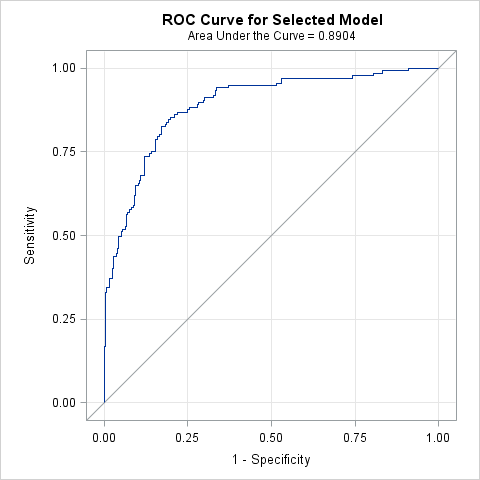 ROC Curve for Selected Model
Area Under the Curve = 0.8904
1.00
0.75
0.50
0.25
0.00
Sensitivity
0.00 0.25 0.50 0.75 1.00
1 - Specificity